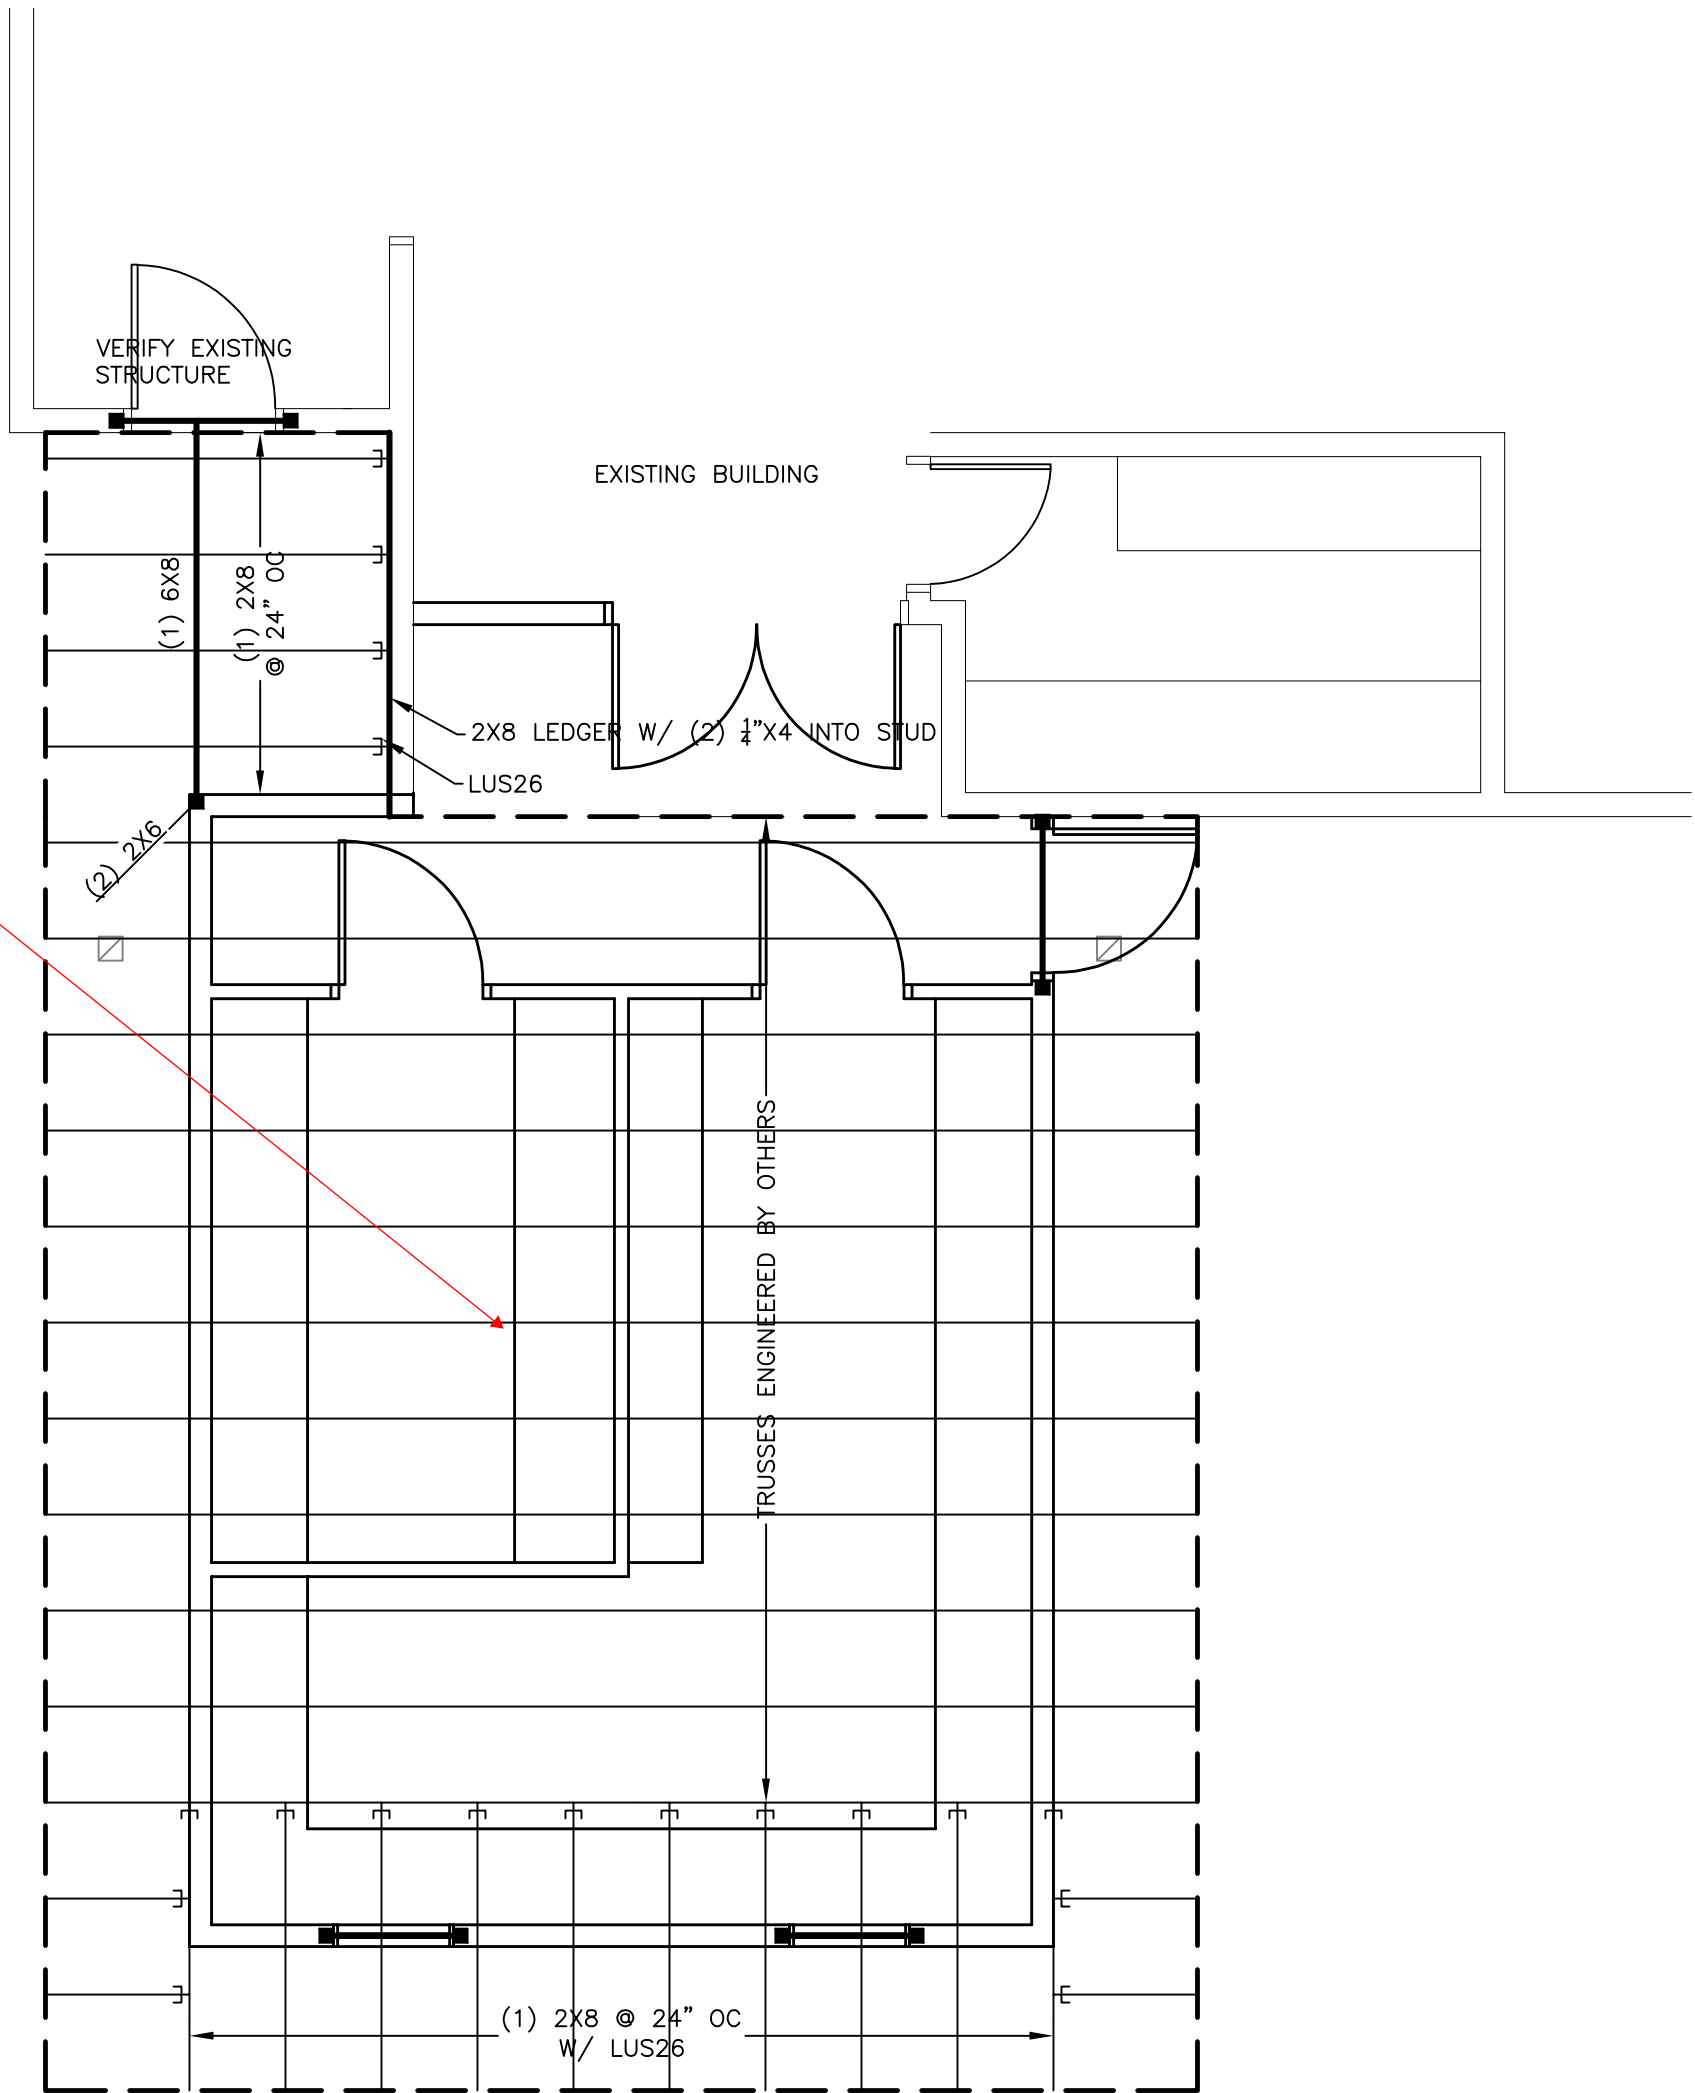 VERIFY EXISTING
STRUCTURE
EXISTING BUILDING
(1) 6X8
(1) 2X8
@ 24" OC
2X8 LEDGER W/ (2) ¼"X4 INTO STUD
LUS26
(2) 2X6
TRUSSES ENGINEERED BY OTHERS
(1) 2X8 @ 24" OC
W/ LUS26